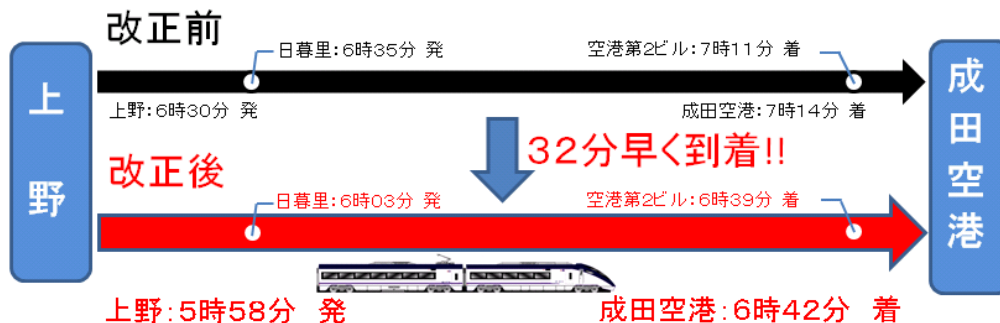 改正前
日暮里:6時35分 発
空港第2ビル:7時11分 着
上野
成田空港
上野:6時30分 発
成田空港:7時14分 着
32分早く到着!!
改正後
日暮里:6時03分 発
空港第2ビル:6時39分 着
上野:5時58分 発
成田空港:6時42分 着